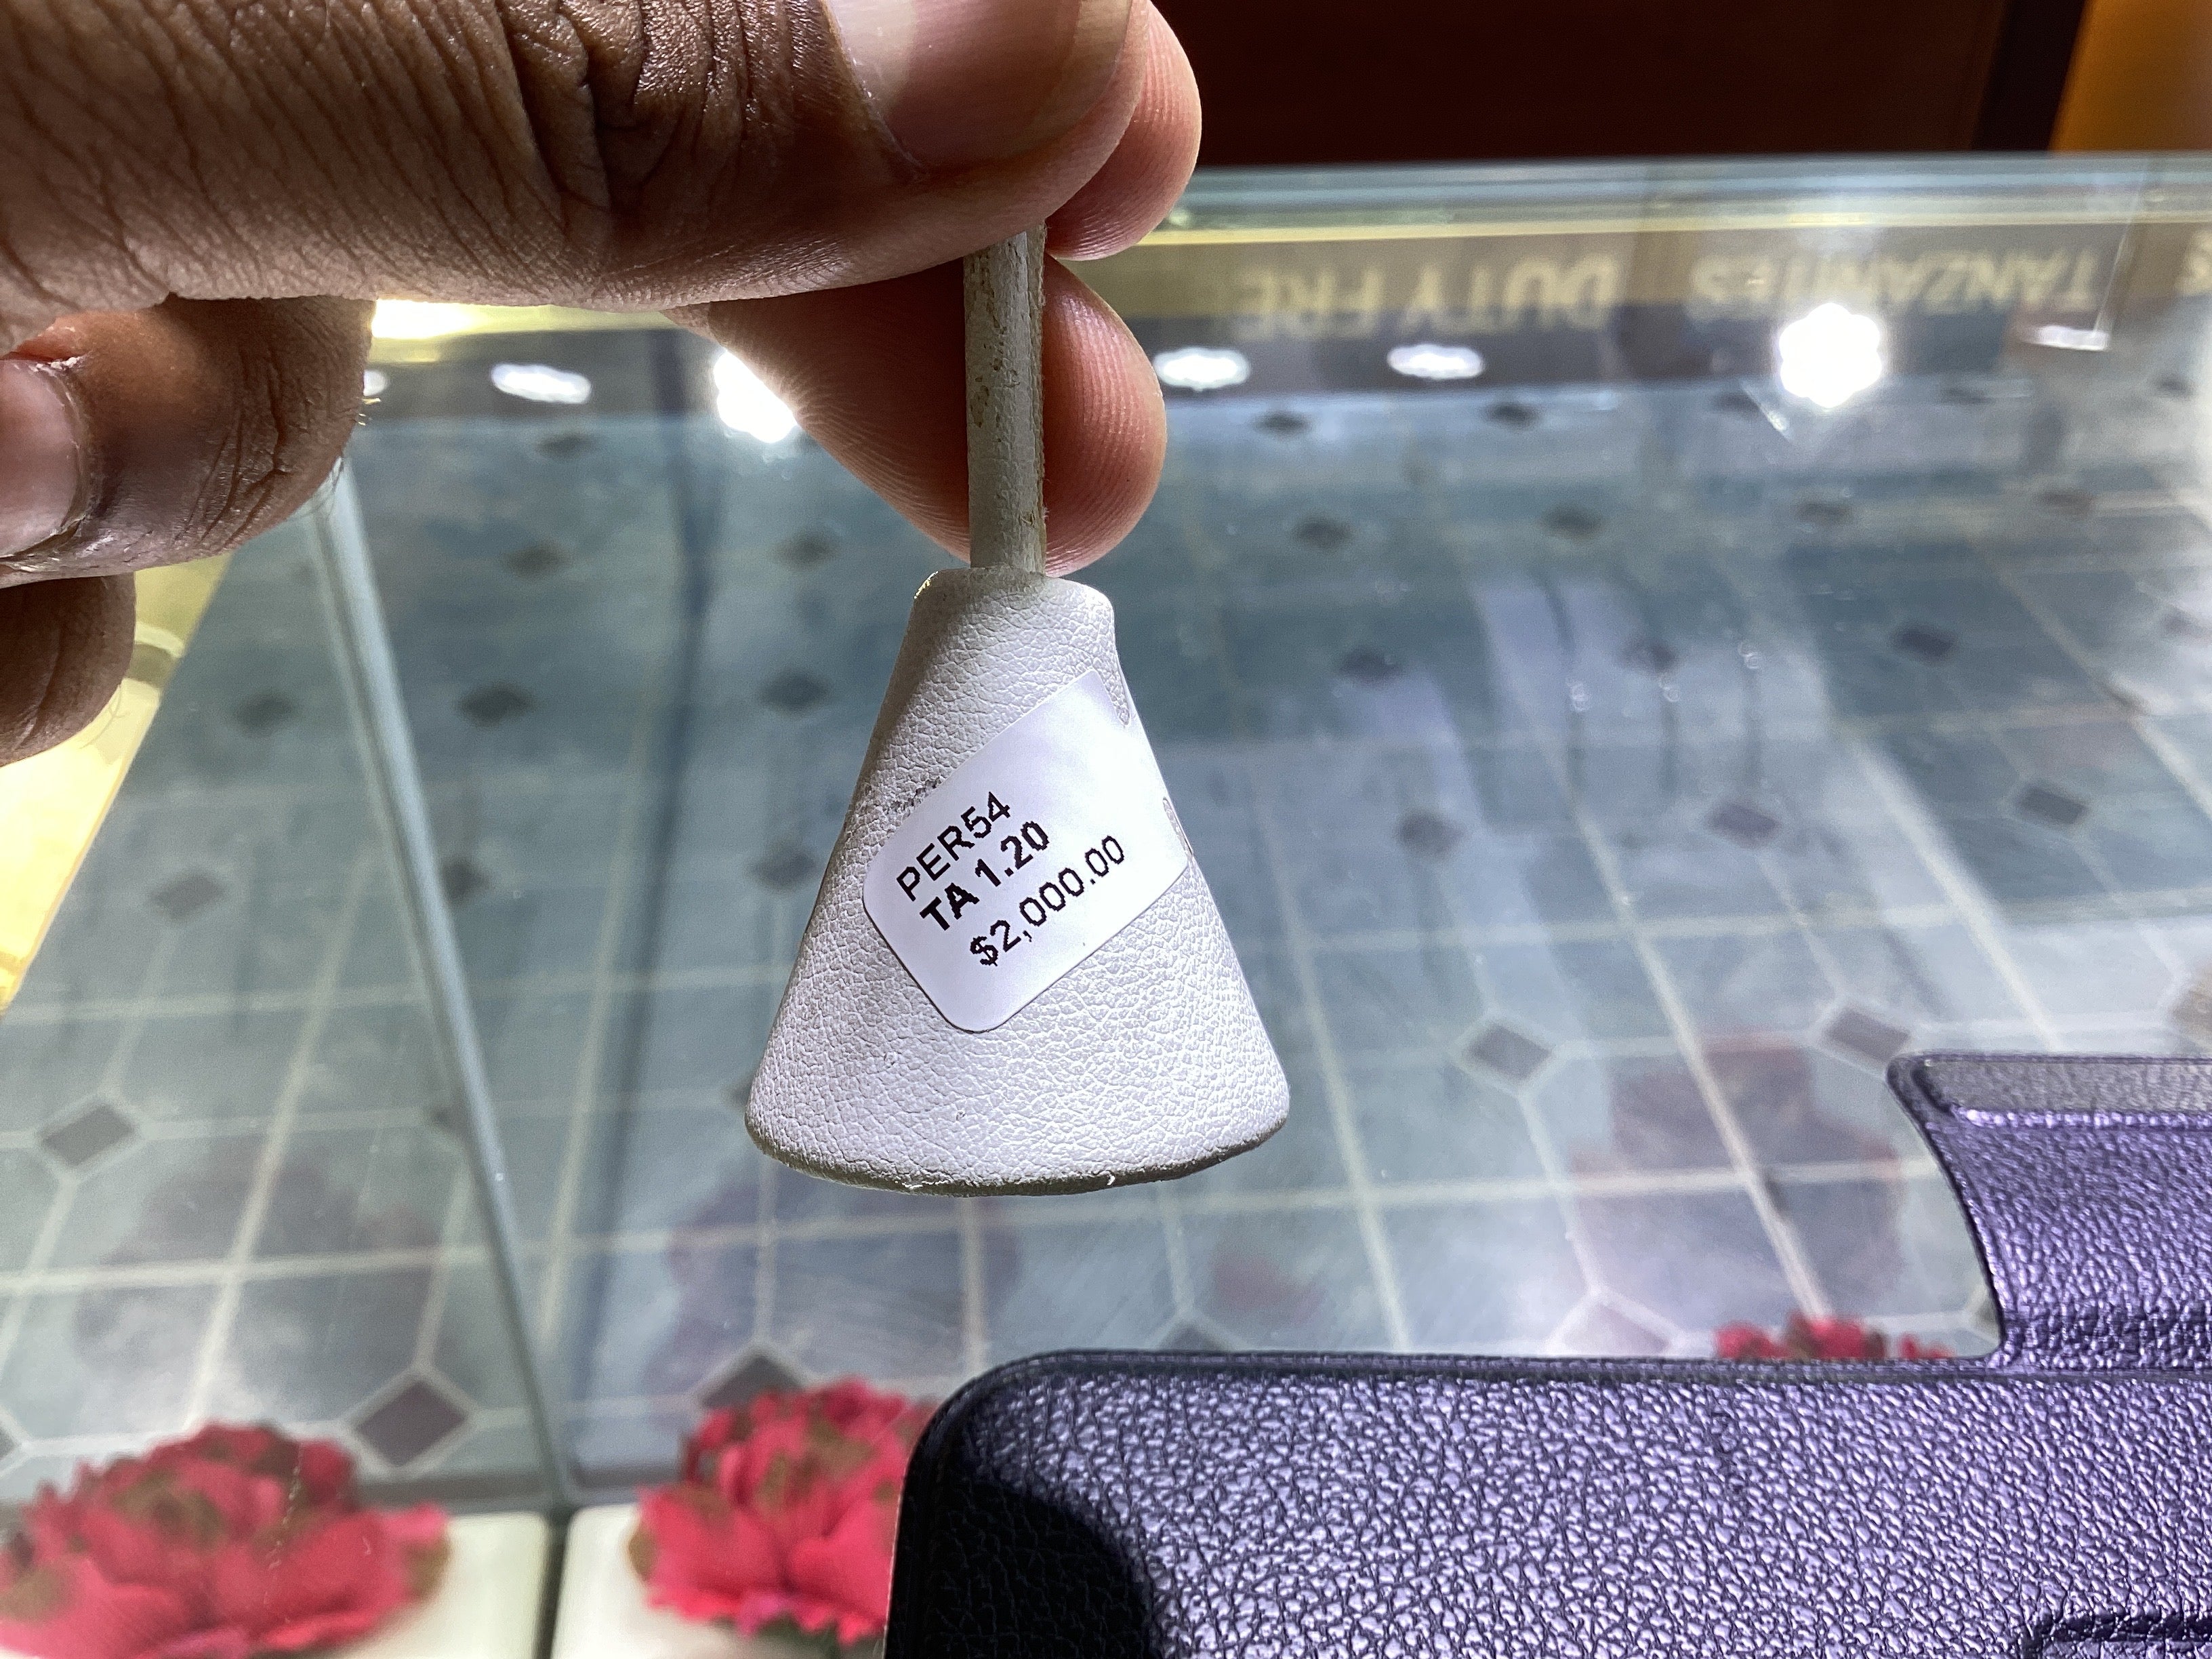 PER54
TA 1.20
$2,000.00
DUTY FRE
TANZANITES